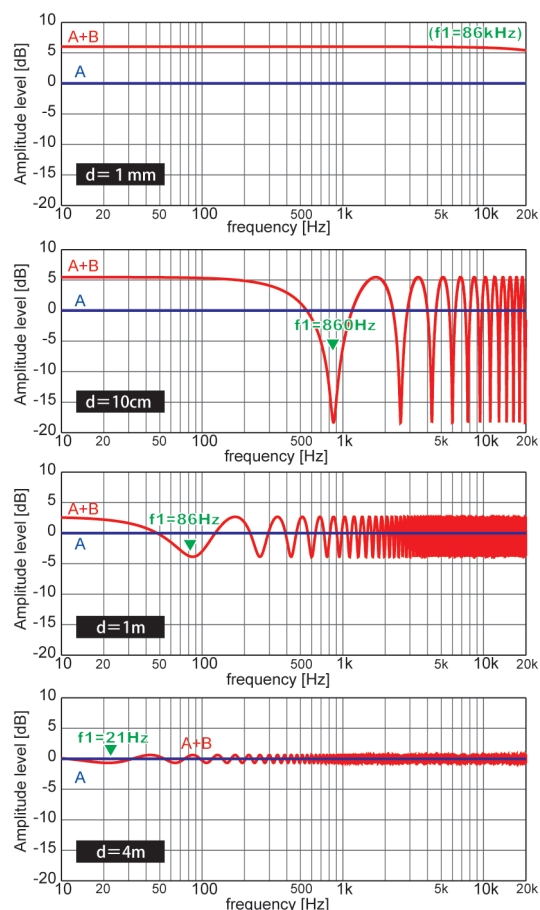 Amplitude level [dB]
10
A+B
(f1=86kHz)
5
A
0
-5
-10
-15
d= 1 mm
-20
10 20 50 100 500 1k 5k 10k 20k
frequency [Hz]
Amplitude level [dB]
10
A+B
5
A
0
f1=860Hz
-5
-10
-15
d=10cm
-20
10 20 50 100 500 1k 5k 10k 20k
frequency [Hz]
Amplitude level [dB]
10
5
A+B
f1=86Hz
A
0
-5
-10
-15
d=1m
-20
10 20 50 100 500 1k 5k 10k 20k
frequency [Hz]
Amplitude level [dB]
10
5
f1=21Hz
A+B
0
A
-5
-10
-15
d=4m
-20
10 20 50 100 500 1k 5k 10k 20k
frequency [Hz]